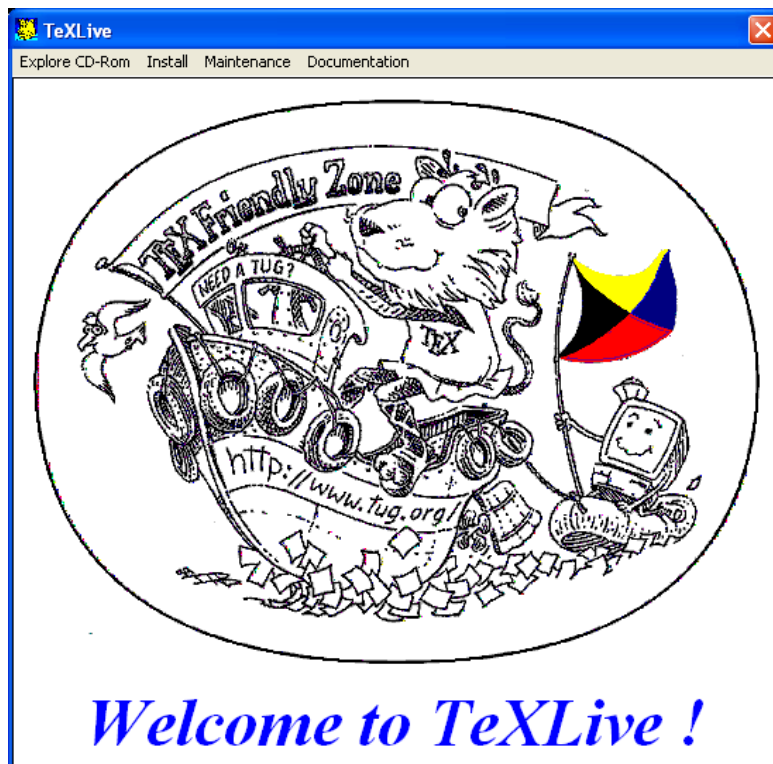 TeXLive
Explore CD-Rom Install Maintenance Documentation
TEX Friendly Zone
NEED A TUG?
TEX
http://www.tug.org/
Welcome to TeXLive !